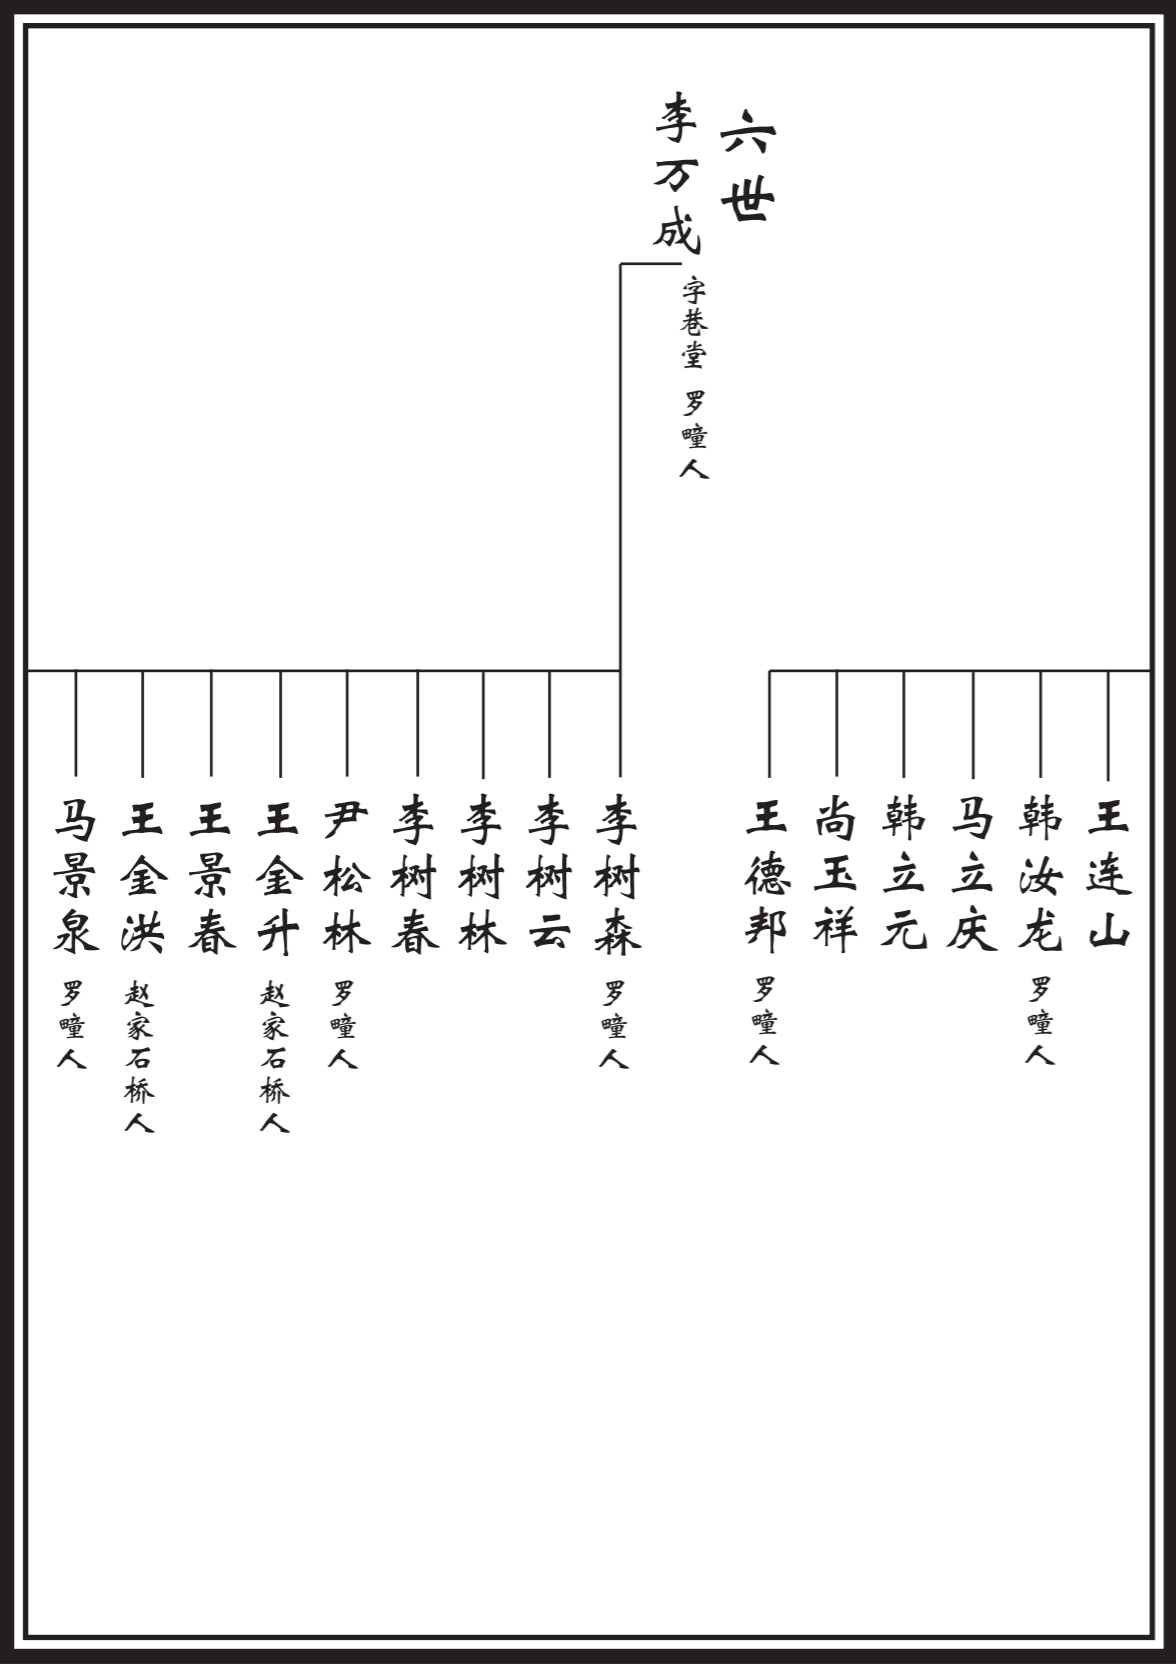 六世
李万成
字巷堂 罗疃人
王连山
韩汝龙
罗疃人
马立庆
韩立元
尚玉祥
王德邦
罗疃人
李树森
罗疃人
李树云
李树林
李树春
尹松林
罗疃人
王金升
赵家石桥人
王景春
王金洪
赵家石桥人
马景泉
罗疃人